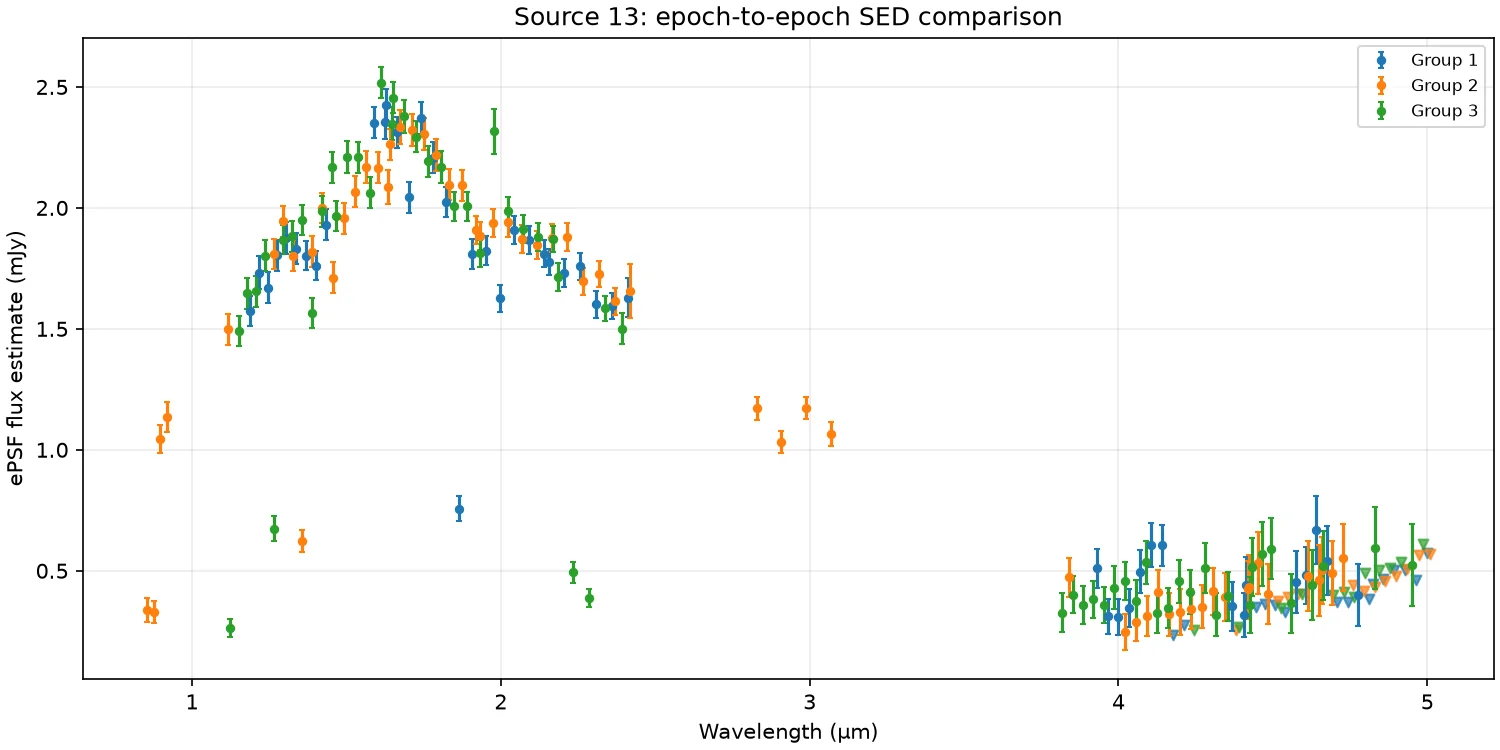 Source 13: epoch-to-epoch SED comparison
Group 1
Group 2
Group 3
ePSF flux estimate (mJy)
2.5
2.0
1.5
1.0
0.5
1 2 3 4 5
Wavelength (μm)